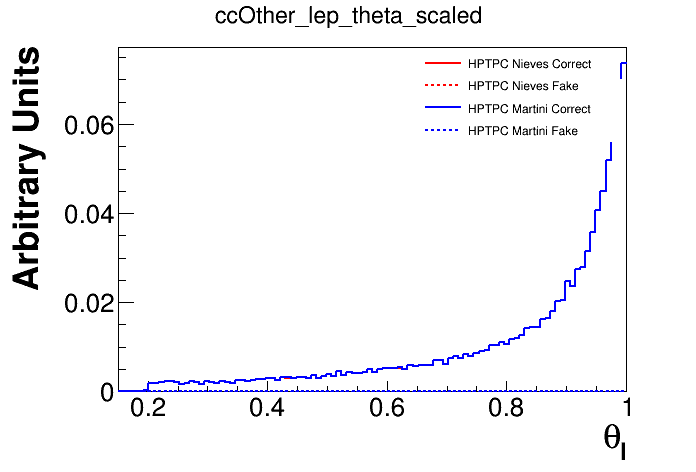 ccOther_lep_theta_scaled
Arbitrary Units
HPTPC Nieves Correct
HPTPC Nieves Fake
HPTPC Martini Correct
HPTPC Martini Fake
0.06
0.04
0.02
0
0.2 0.4 0.6 0.8 1
θl